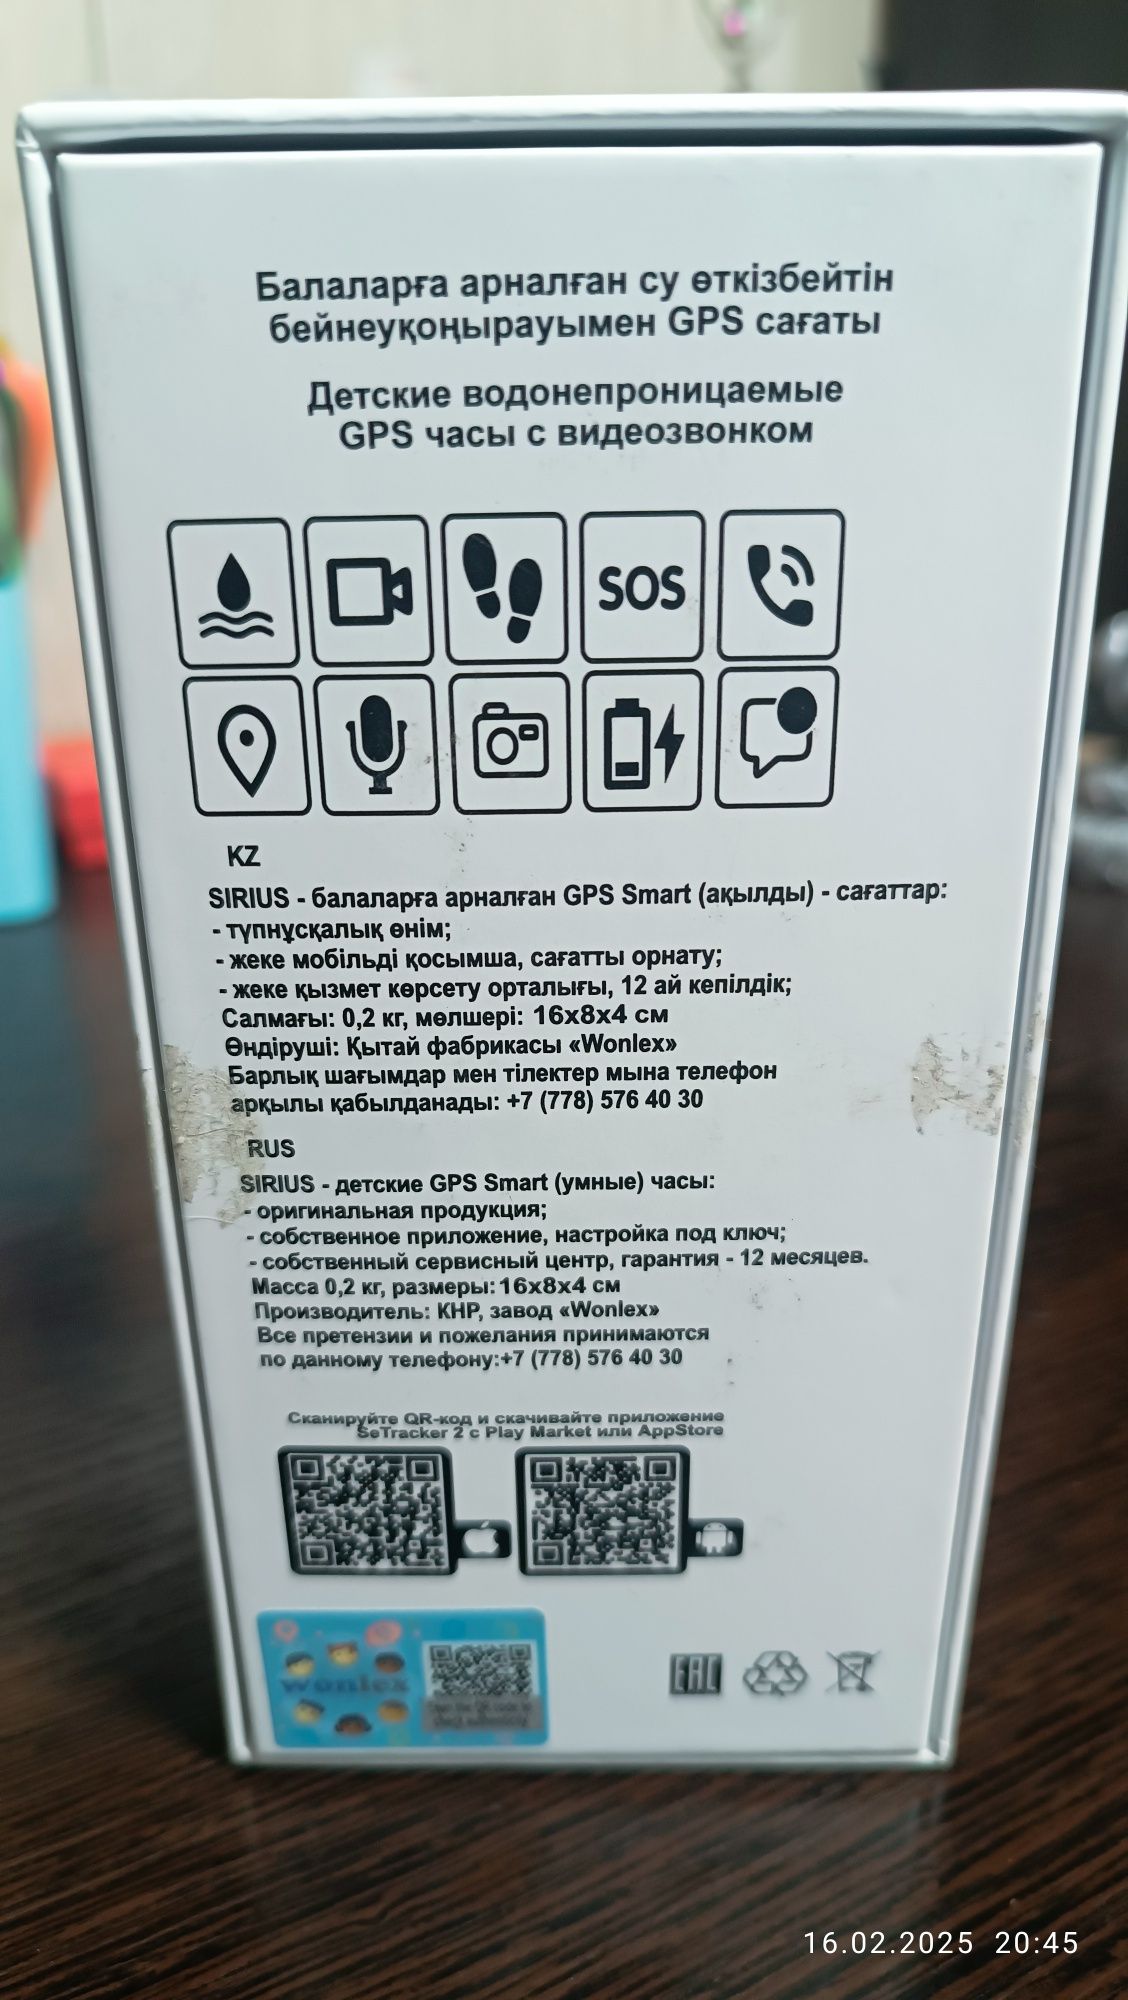 Балаларға арналған су өткізбейтін
бейнеуқоңырауымен GPS сағаты
Детские водонепроницаемые
GPS часы с видеозвонком
SOS
KZ
SIRIUS - балаларға арналған GPS Smart (ақылды) - сағаттар:
- түпнұсқалық өнім;
- жеке мобільді қосымша, сағатты орнату;
- жеке қызмет көрсету орталығы, 12 ай кепілдік;
Салмағы: 0,2 кг, мөлшері: 16x8x4 см
Өндіруші: Қытай фабрикасы «Wonlex»
Барлық шағымдар мен тілектер мына телефон
арқылы қабылданады: +7 (778) 576 40 30
RUS
SIRIUS - детские GPS Smart (умные) часы:
- оригинальная продукция;
- собственное приложение, настройка под ключ;
- собственный сервисный центр, гарантия - 12 месяцев.
Масса 0,2 кг, размеры: 16x8x4 см
Производитель: КНР, завод «Wonlex»
Все претензии и пожелания принимаются
по данному телефону:+7 (778) 576 40 30
Сканируйте QR-код и скачивайте приложение
SeTracker 2 с Play Market или AppStore
wonlex
EAC
16.02.2025 20:45